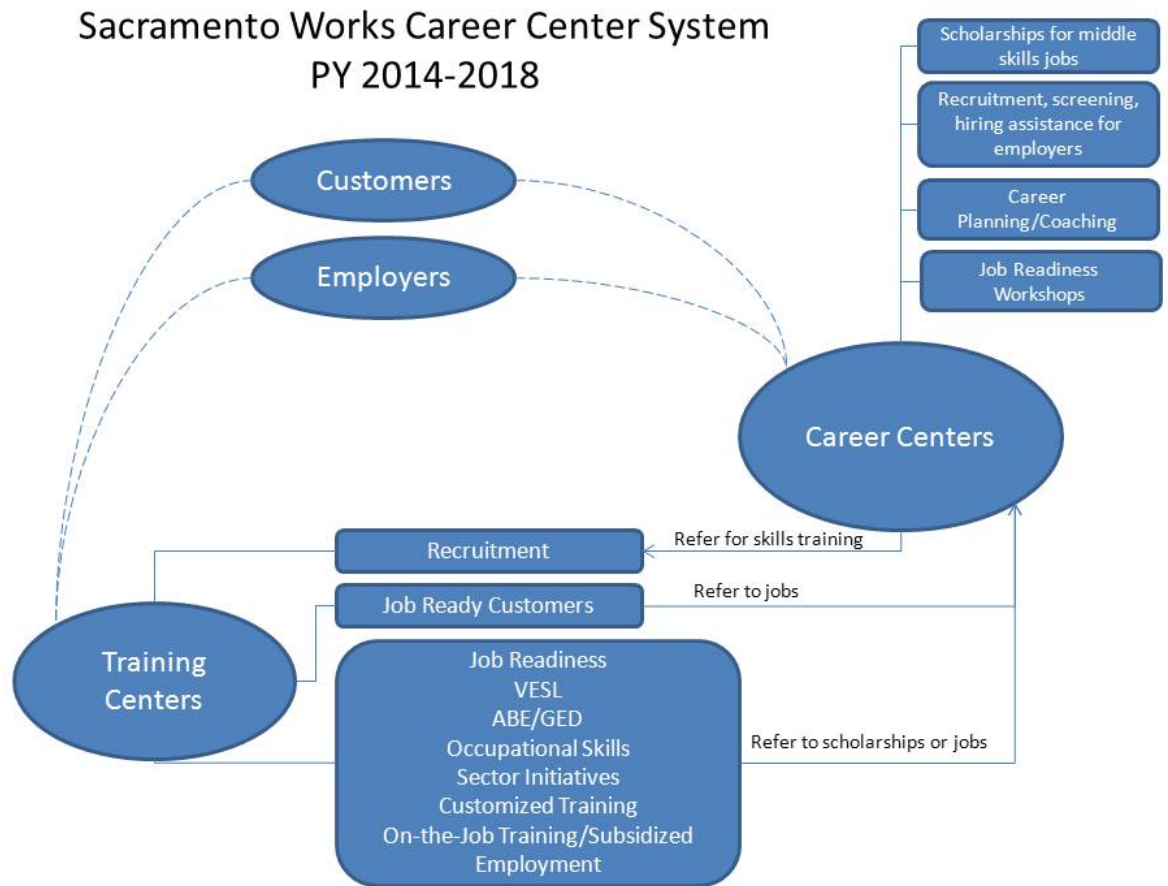 Sacramento Works Career Center System
PY 2014-2018
Scholarships for middle
skills jobs
Recruitment, screening,
hiring assistance for
employers
Career
Planning/Coaching
Job Readiness
Workshops
Customers
Employers
Career Centers
Recruitment
Refer for skills training
Job Ready Customers
Refer to jobs
Training
Centers
Job Readiness
VESL
ABE/GED
Occupational Skills
Sector Initiatives
Customized Training
On-the-Job Training/Subsidized
Employment
Refer to scholarships or jobs